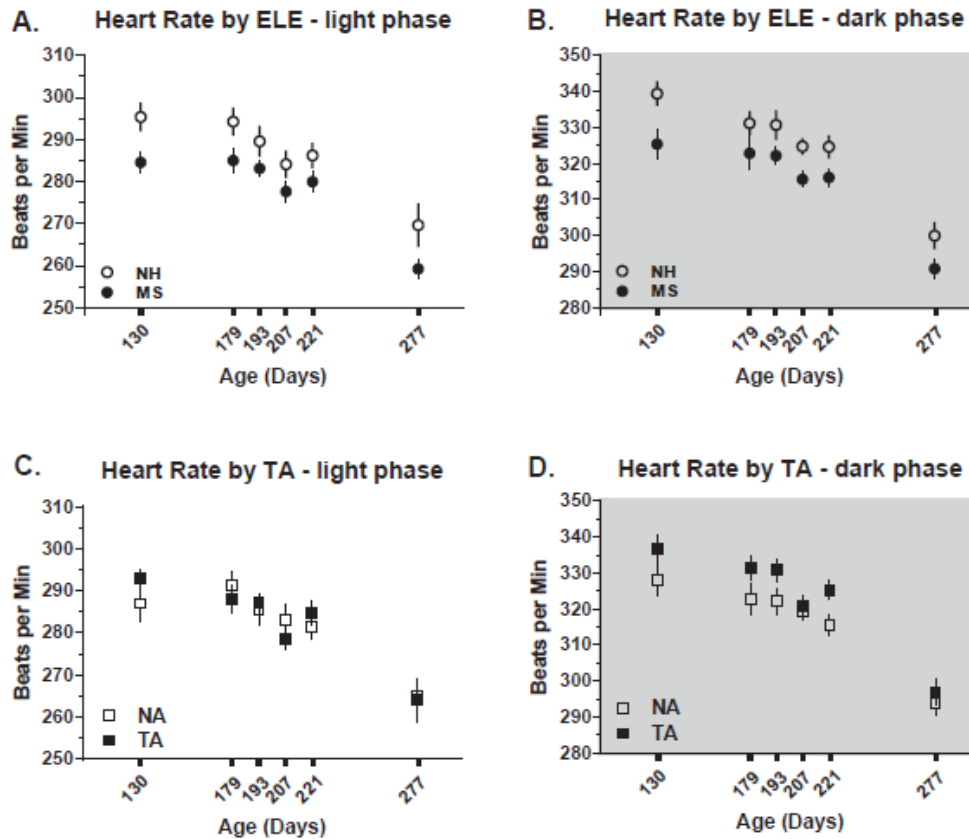 A. Heart Rate by ELE - light phase
310
300
290
280
270
260
250
Beats per Min
NH
MS
130 179 193 207 221 277
Age (Days)
B. Heart Rate by ELE - dark phase
350
340
330
320
310
300
290
280
Beats per Min
NH
MS
130 179 193 207 221 277
Age (Days)
C. Heart Rate by TA - light phase
310
300
290
280
270
260
250
Beats per Min
NA
TA
130 179 193 207 221 277
Age (Days)
D. Heart Rate by TA - dark phase
350
340
330
320
310
300
290
280
Beats per Min
NA
TA
130 179 193 207 221 277
Age (Days)